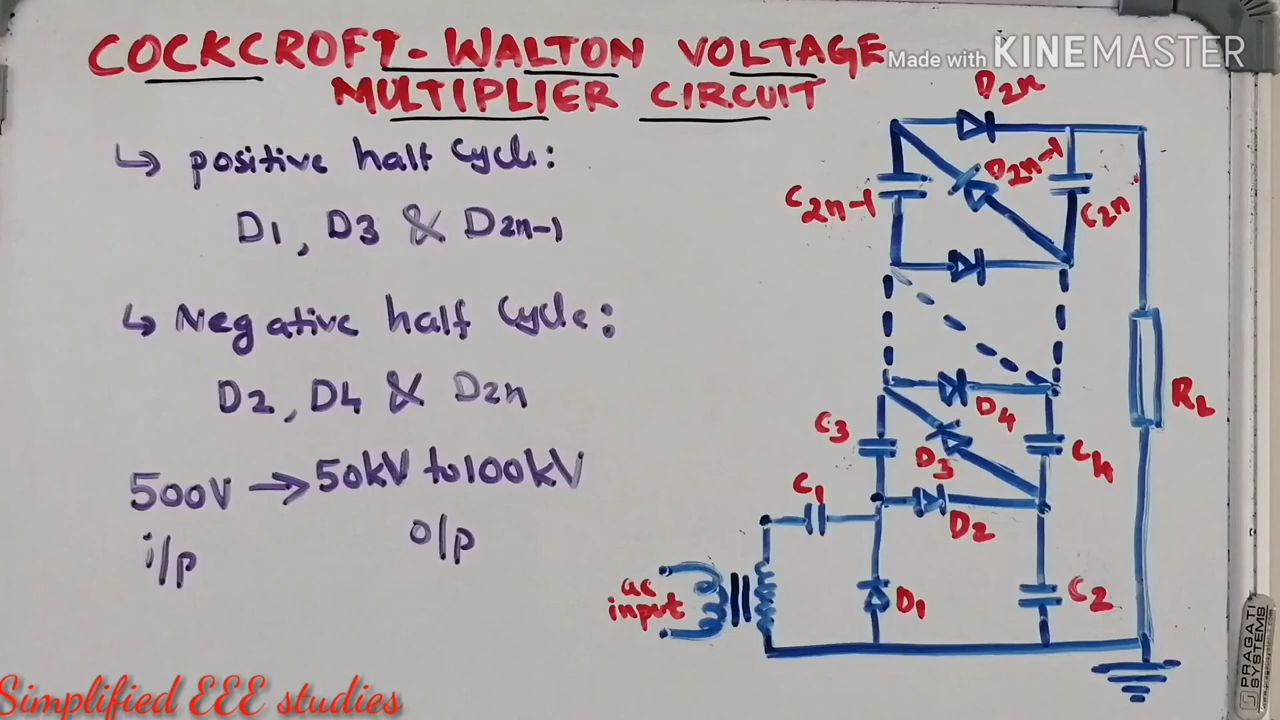 COCKCROFT-WALTON VOLTAGE
MULTIPLIER CIRCUIT
Made with KINEMASTER
↳ positive half cycle:
D1, D3 & D2n-1
↳ Negative half cycle:
D2, D4 & D2n
500V → 50kV to 100kV
i/p
o/p
D2n
D2n-1
C2n-1
C2n
D4
C3
D3
C4
C1
D2
RL
ac
input
D1
C2
PRAGATI
SYSTEMS
Simplified EEE studies